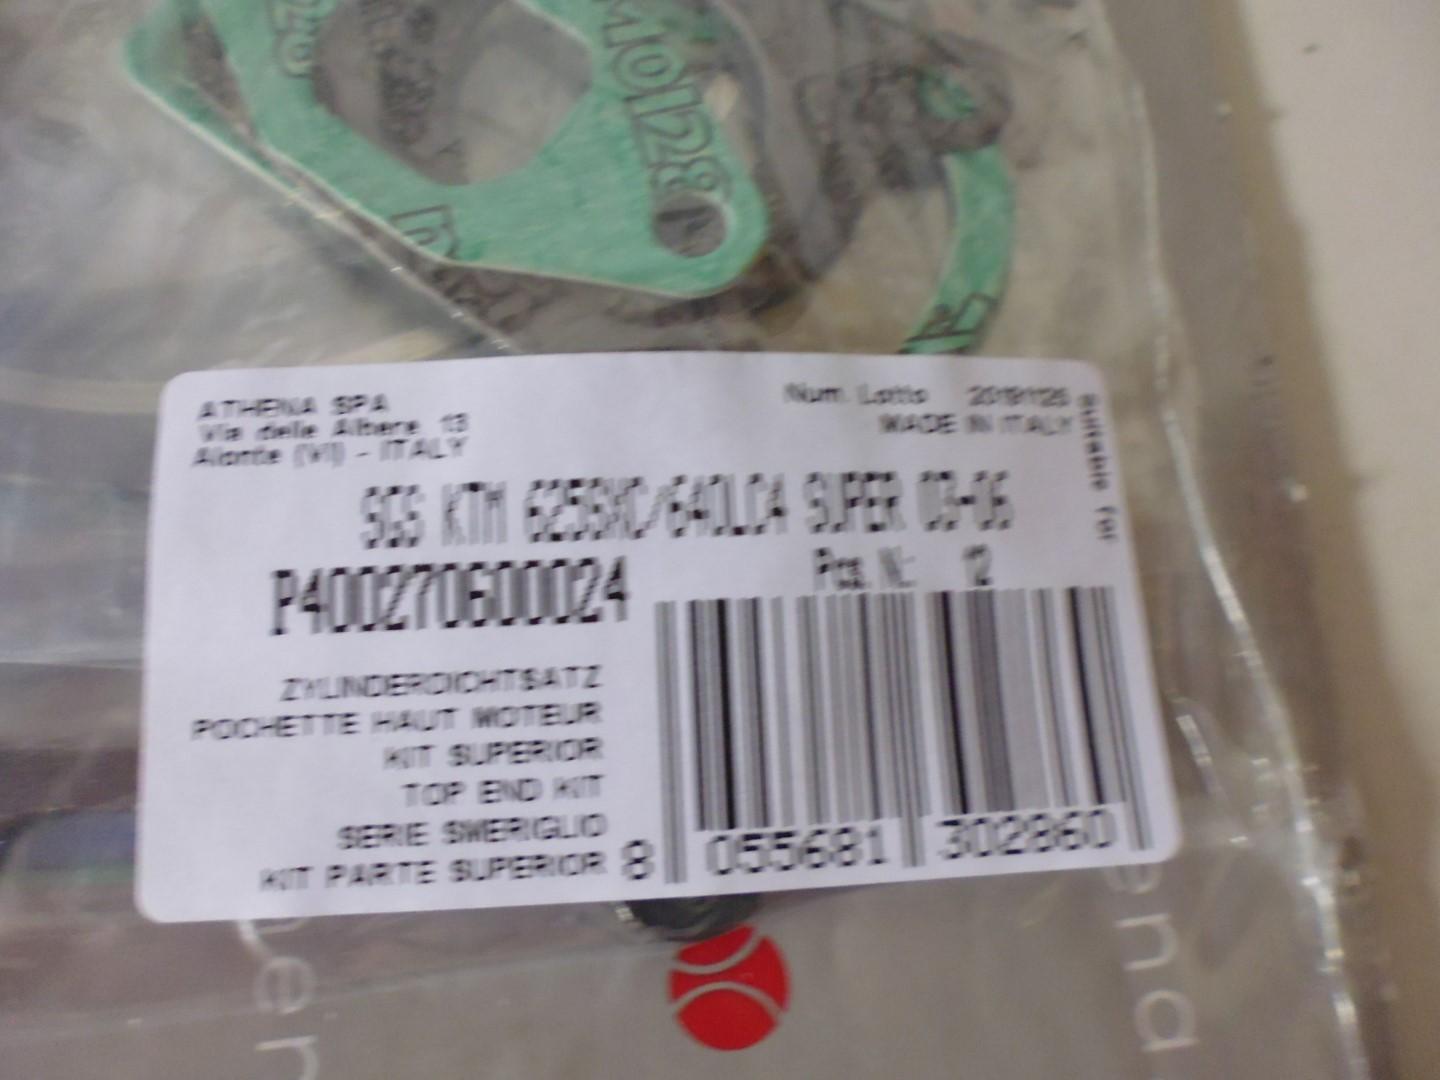 ATHENA SPA
Via delle Albere, 13
Alonte (VI) - ITALY
Num. Lotto 20191125
MADE IN ITALY
Suitable for
SGS KTM 625SXC/640LC4 SUPER 03-06
P400270600024
Pcs. N.: 12
ZYLINDERDICHTSATZ
POCHETTE HAUT MOTEUR
KIT SUPERIOR
TOP END KIT
SERIE SMERIGLIO
KIT PARTE SUPERIOR
8 055681 302860